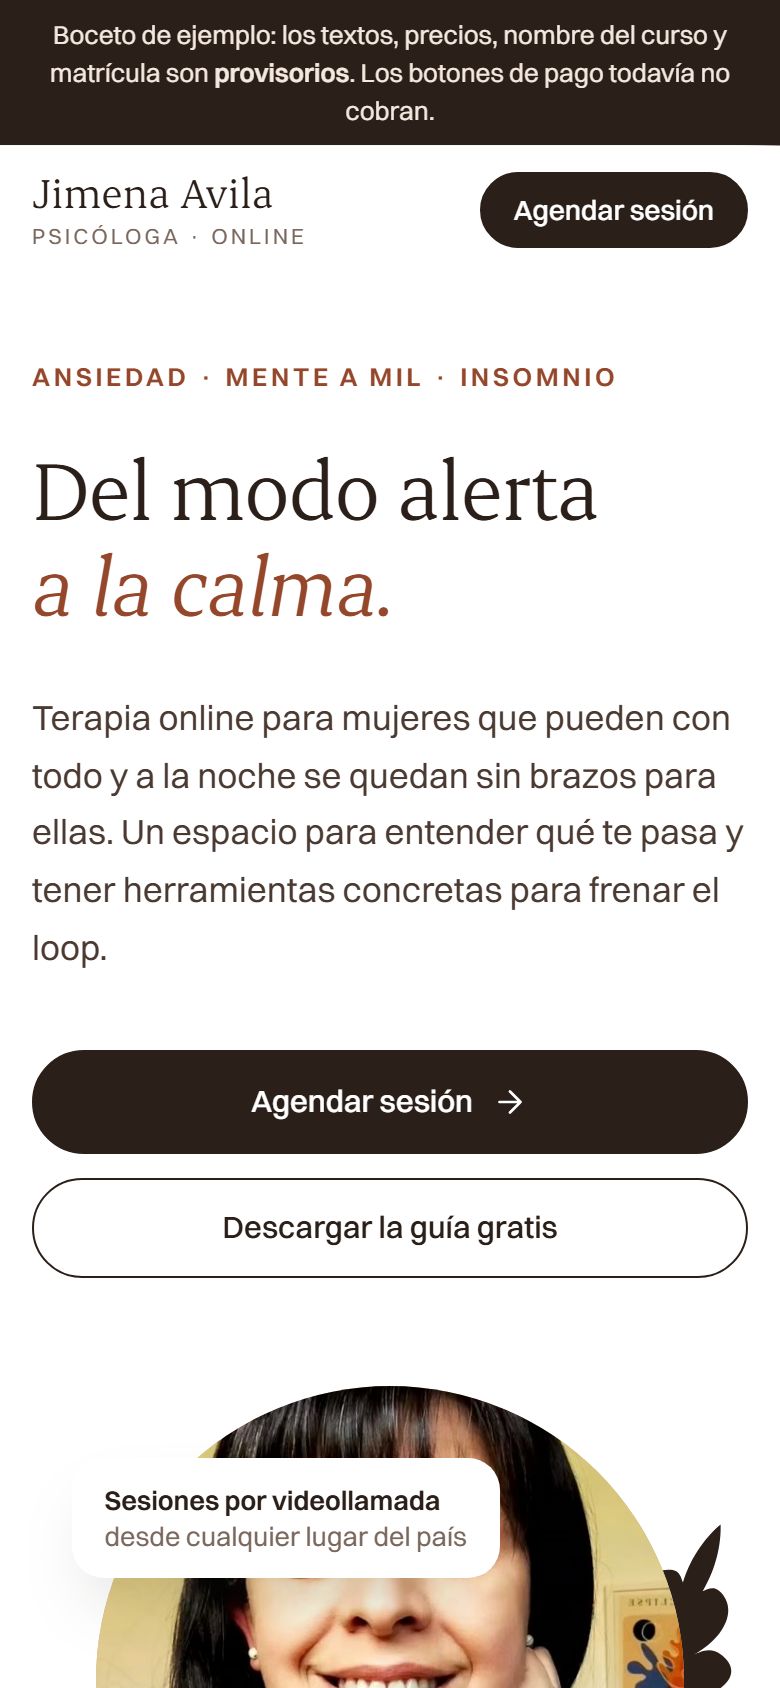 Boceto de ejemplo: los textos, precios, nombre del curso y
matrícula son provisorios. Los botones de pago todavía no
cobran.
Jimena Avila
PSICÓLOGA · ONLINE
Agendar sesión
ANSIEDAD · MENTE A MIL · INSOMNIO
Del modo alerta
a la calma.
Terapia online para mujeres que pueden con
todo y a la noche se quedan sin brazos para
ellas. Un espacio para entender qué te pasa y
tener herramientas concretas para frenar el
loop.
Agendar sesión →
Descargar la guía gratis
Sesiones por videollamada
desde cualquier lugar del país